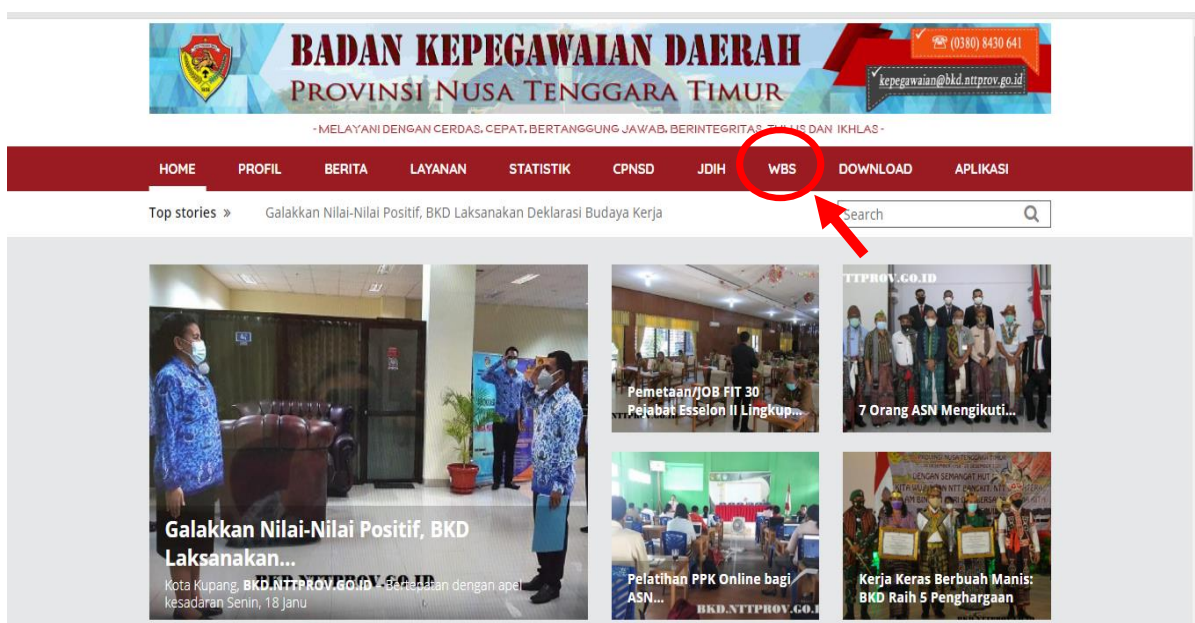 BADAN KEPEGAWAIAN DAERAH
PROVINSI NUSA TENGGARA TIMUR
(0380) 8430 641
kepegawaian@bkd.nttprov.go.id
- MELAYANI DENGAN CERDAS, CEPAT, BERTANGGUNG JAWAB, BERINTEGRITAS, TULUS DAN IKHLAS -
HOME PROFIL BERITA LAYANAN STATISTIK CPNSD JDIH WBS DOWNLOAD APLIKASI
Top stories » Galakkan Nilai-Nilai Positif, BKD Laksanakan Deklarasi Budaya Kerja
Search
Galakkan Nilai-Nilai Positif, BKD
Laksanakan...
Kota Kupang, BKD.NTTPROV.GO.ID – Bertepatan dengan apel
kesadaran Senin, 18 Janu
Pemetaan/JOB FIT 30
Pejabat Esselon II Lingkup...
TTPROV.GO.ID
7 Orang ASN Mengikuti...
Pelatihan PPK Online bagi
ASN...
BKD.NTTPROV.GO.I
DENGAN SEMANGAT HUT
Kerja Keras Berbuah Manis:
BKD Raih 5 Penghargaan